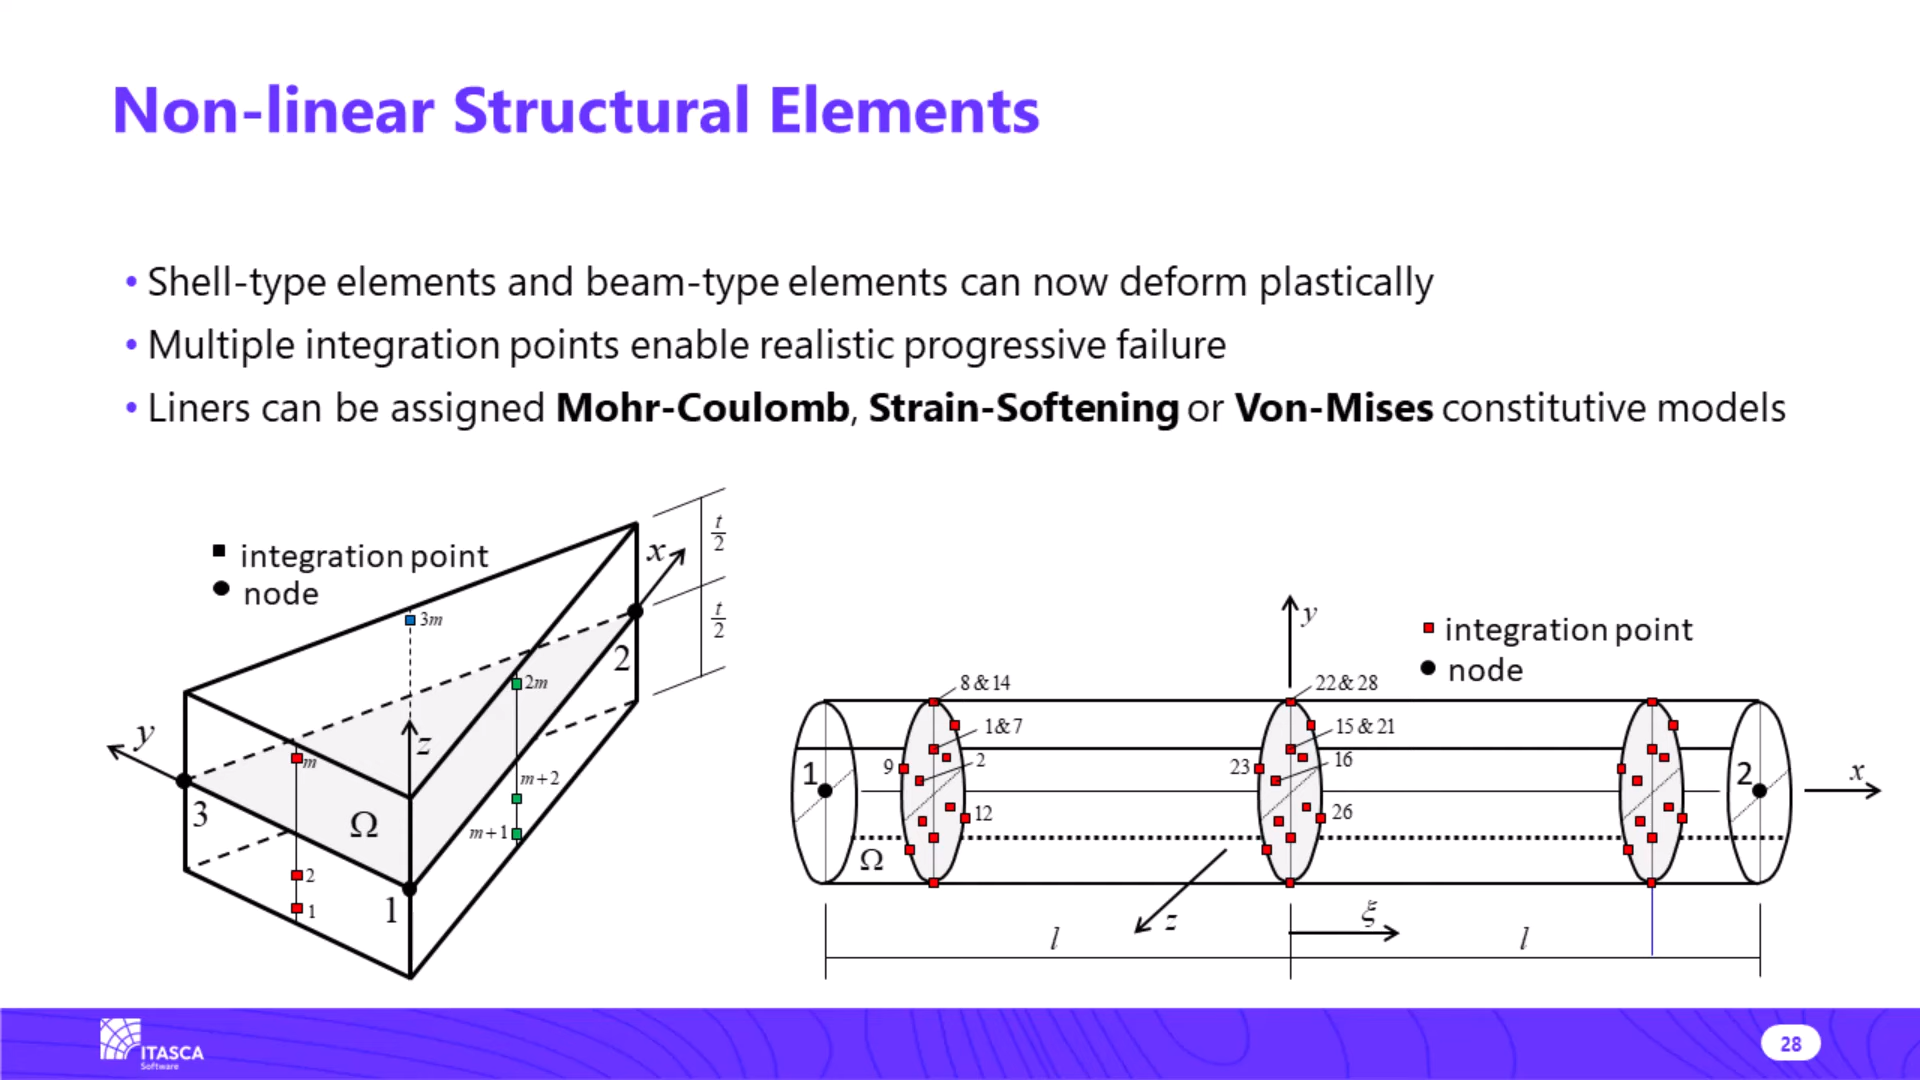 Non-linear Structural Elements
• Shell-type elements and beam-type elements can now deform plastically
• Multiple integration points enable realistic progressive failure
• Liners can be assigned Mohr-Coulomb, Strain-Softening or Von-Mises constitutive models
integration point
node
x
t/2
t/2
3m
2
2m
y
z
m
m+2
3
Ω
m+1
2
1
1
integration point
node
y
8&14
22&28
1&7
15&21
9
2
23
16
1
2
x
12
26
Ω
z
ξ
l
l
ITASCA
Software
28